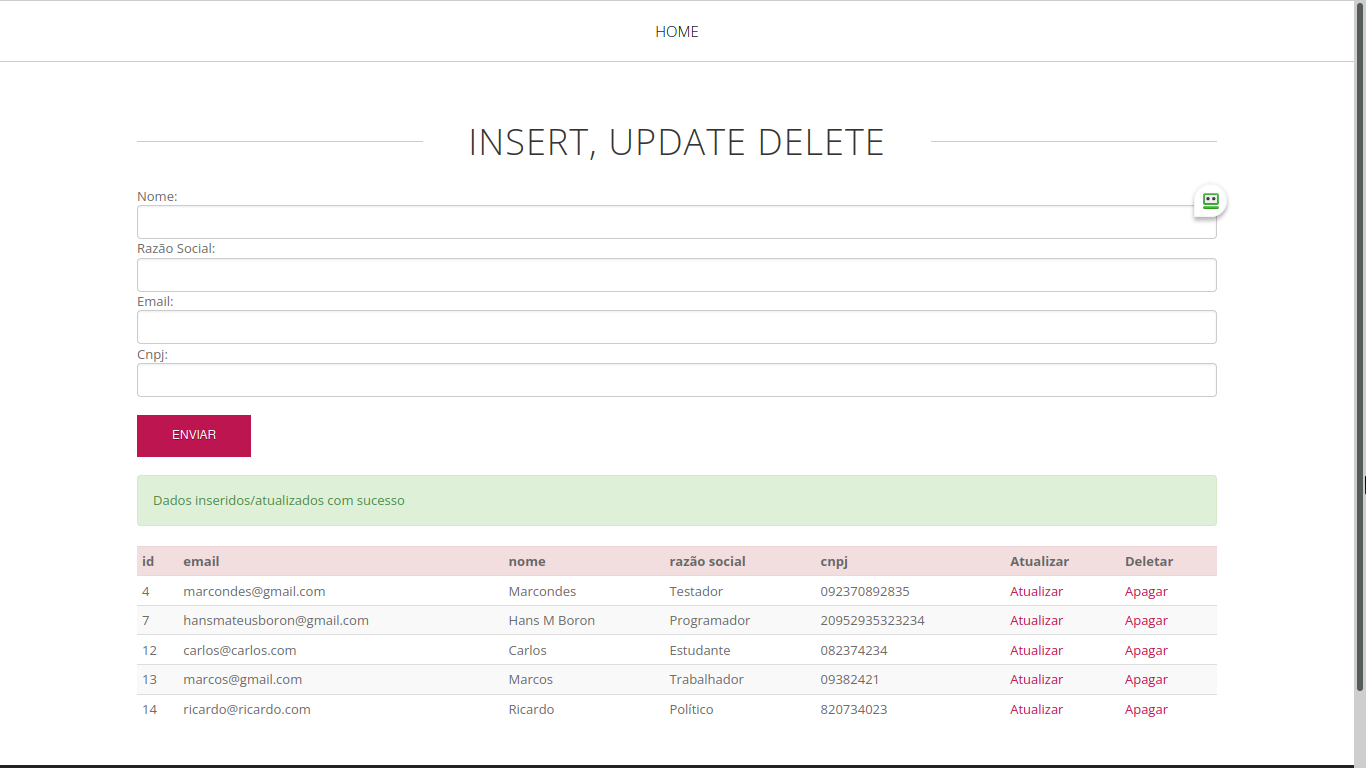 HOME
INSERT, UPDATE DELETE
Nome:
Razão Social:
Email:
Cnpj:
ENVIAR
Dados inseridos/atualizados com sucesso
id email nome razão social cnpj Atualizar Deletar
4 marcondes@gmail.com Marcondes Testador 092370892835 Atualizar Apagar
7 hansmateusboron@gmail.com Hans M Boron Programador 20952935323234 Atualizar Apagar
12 carlos@carlos.com Carlos Estudante 082374234 Atualizar Apagar
13 marcos@gmail.com Marcos Trabalhador 09382421 Atualizar Apagar
14 ricardo@ricardo.com Ricardo Político 820734023 Atualizar Apagar